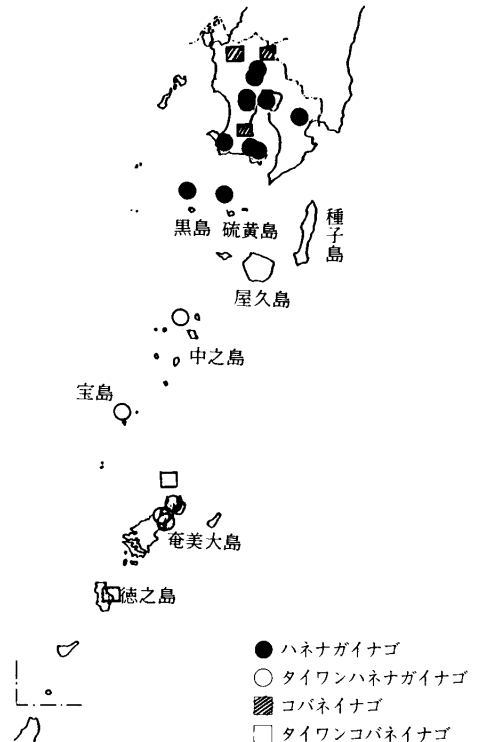 黒島
硫黄島
種子島
屋久島
中之島
宝島
奄美大島
徳之島
ハネナガイナゴ
タイワンハネナガイナゴ
コバネイナゴ
タイワンコバネイナゴ